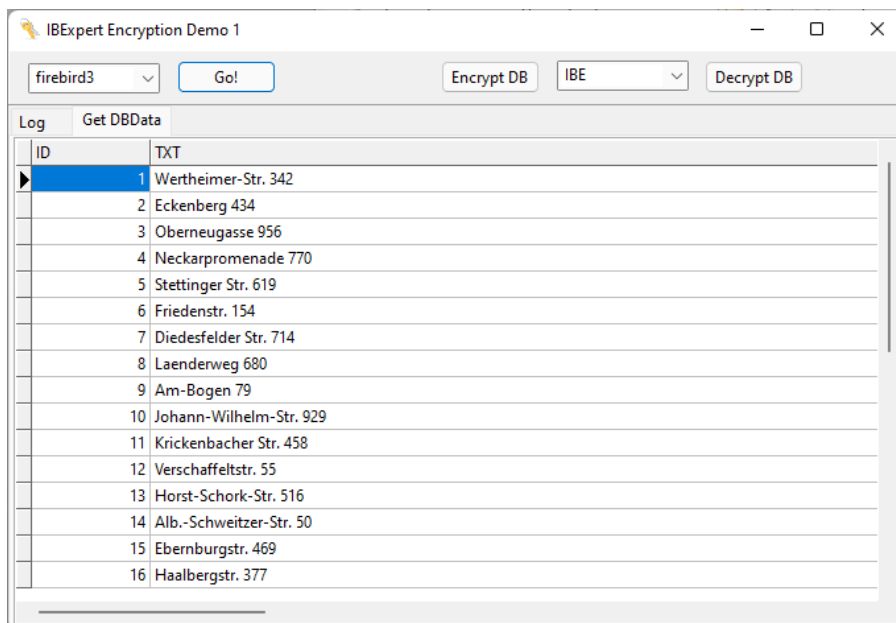 IBExpert Encryption Demo 1
firebird3 Go! Encrypt DB IBE Decrypt DB
Log Get DBData
ID TXT
1 Wertheimer-Str. 342
2 Eckenberg 434
3 Oberneugasse 956
4 Neckarpromenade 770
5 Stettinger Str. 619
6 Friedenstr. 154
7 Diedesfelder Str. 714
8 Laenderweg 680
9 Am-Bogen 79
10 Johann-Wilhelm-Str. 929
11 Krickenbacher Str. 458
12 Verschaffeltstr. 55
13 Horst-Schork-Str. 516
14 Alb.-Schweitzer-Str. 50
15 Ebernburgstr. 469
16 Haalbergstr. 377